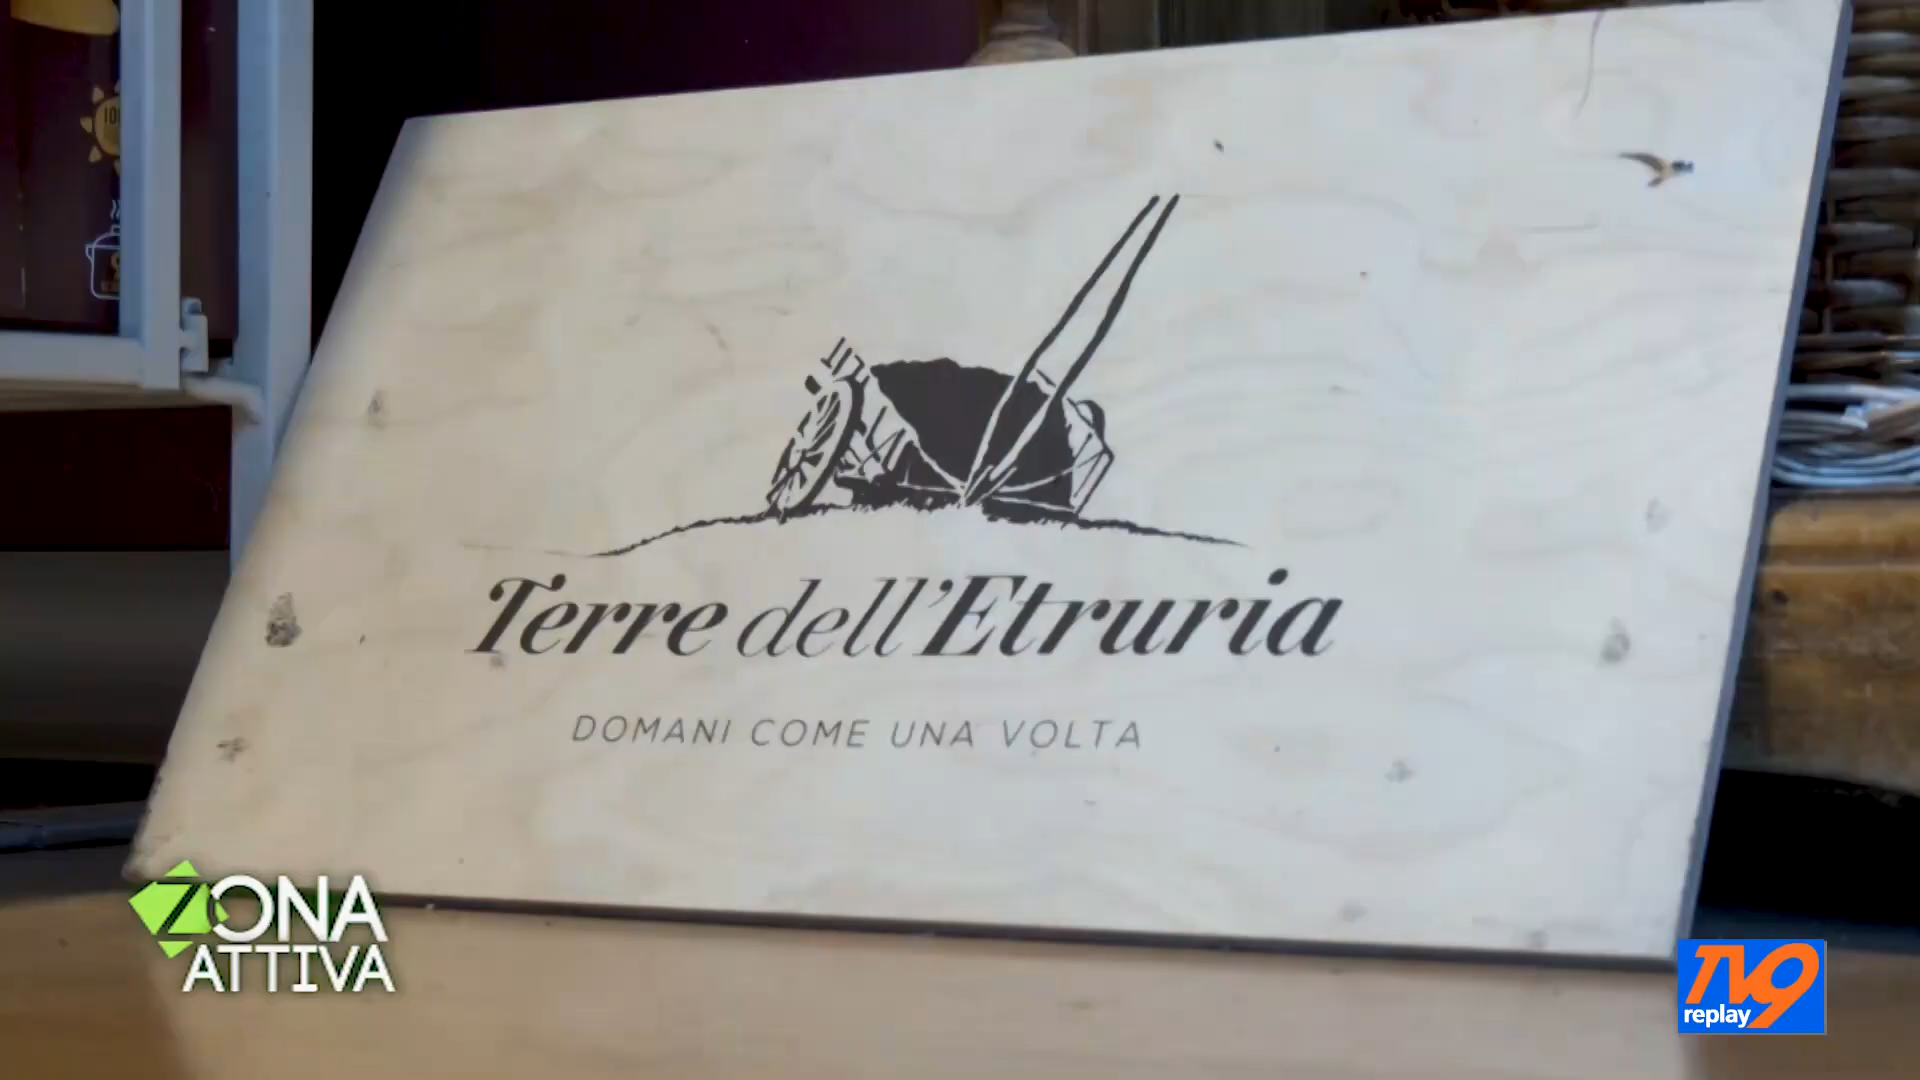 Terre dell'Etruria
DOMANI COME UNA VOLTA
ZONA
ATTIVA
TV9
replay